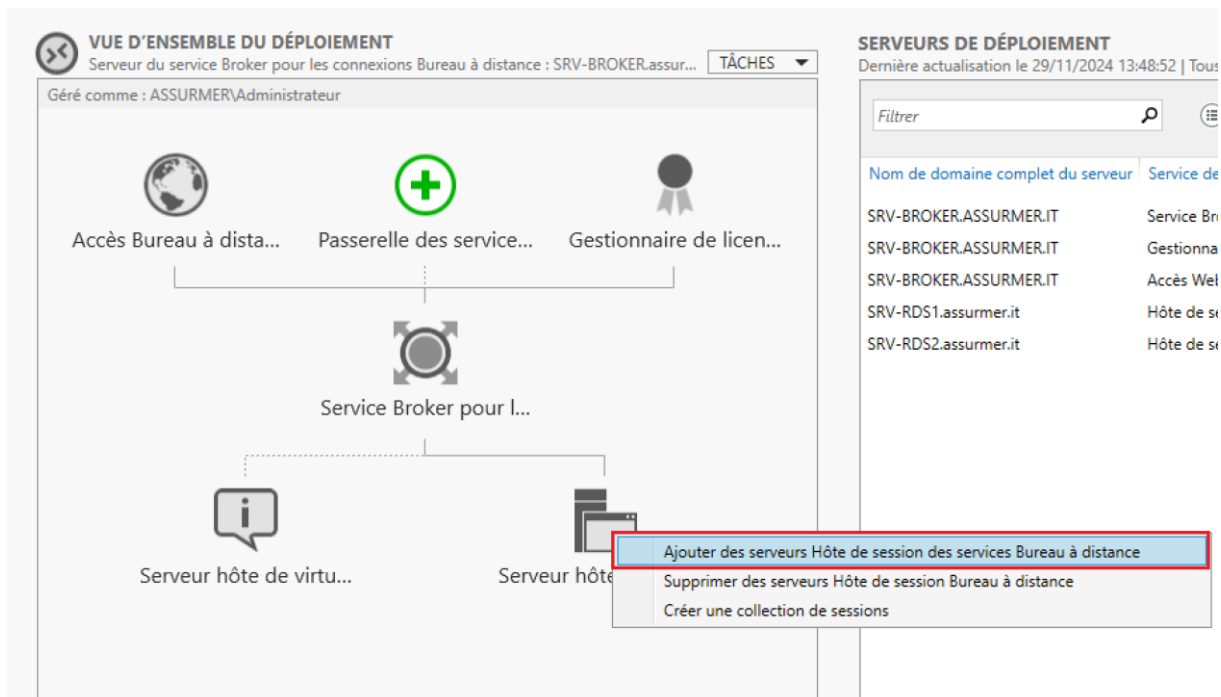 VUE D'ENSEMBLE DU DÉPLOIEMENT
Serveur du service Broker pour les connexions Bureau à distance : SRV-BROKER.assur...
TÂCHES
Géré comme : ASSURMER\Administrateur
Accès Bureau à dista...
Passerelle des service...
Gestionnaire de licen...
Service Broker pour l...
Serveur hôte de virtu...
Serveur hôte
Ajouter des serveurs Hôte de session des services Bureau à distance
Supprimer des serveurs Hôte de session Bureau à distance
Créer une collection de sessions
SERVEURS DE DÉPLOIEMENT
Dernière actualisation le 29/11/2024 13:48:52 | Tous
Filtrer
Nom de domaine complet du serveur Service de
SRV-BROKER.ASSURMER.IT Service Bro
SRV-BROKER.ASSURMER.IT Gestionna
SRV-BROKER.ASSURMER.IT Accès Web
SRV-RDS1.assurmer.it Hôte de se
SRV-RDS2.assurmer.it Hôte de se